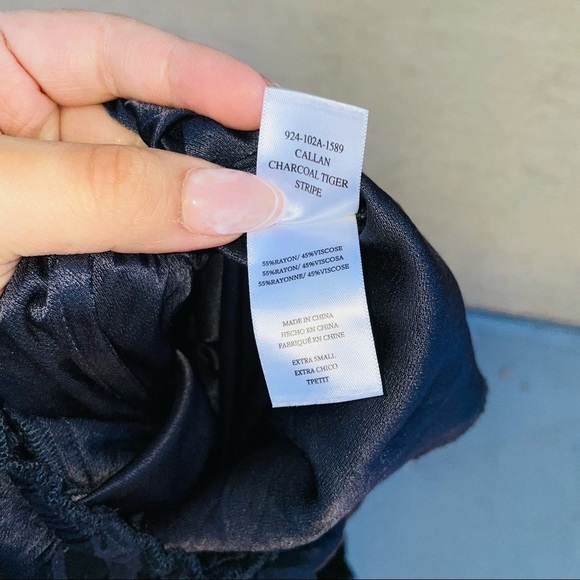 924-102A-1589
CALLAN
CHARCOAL TIGER
STRIPE
55%RAYON/ 45%VISCOSE
55%RAYON/ 45%VISCOSA
55%RAYONNE/ 45%VISCOSE
MADE IN CHINA
HECHO EN CHINA
FABRIQUÉ EN CHINE
EXTRA SMALL
EXTRA CHICO
TPETIT